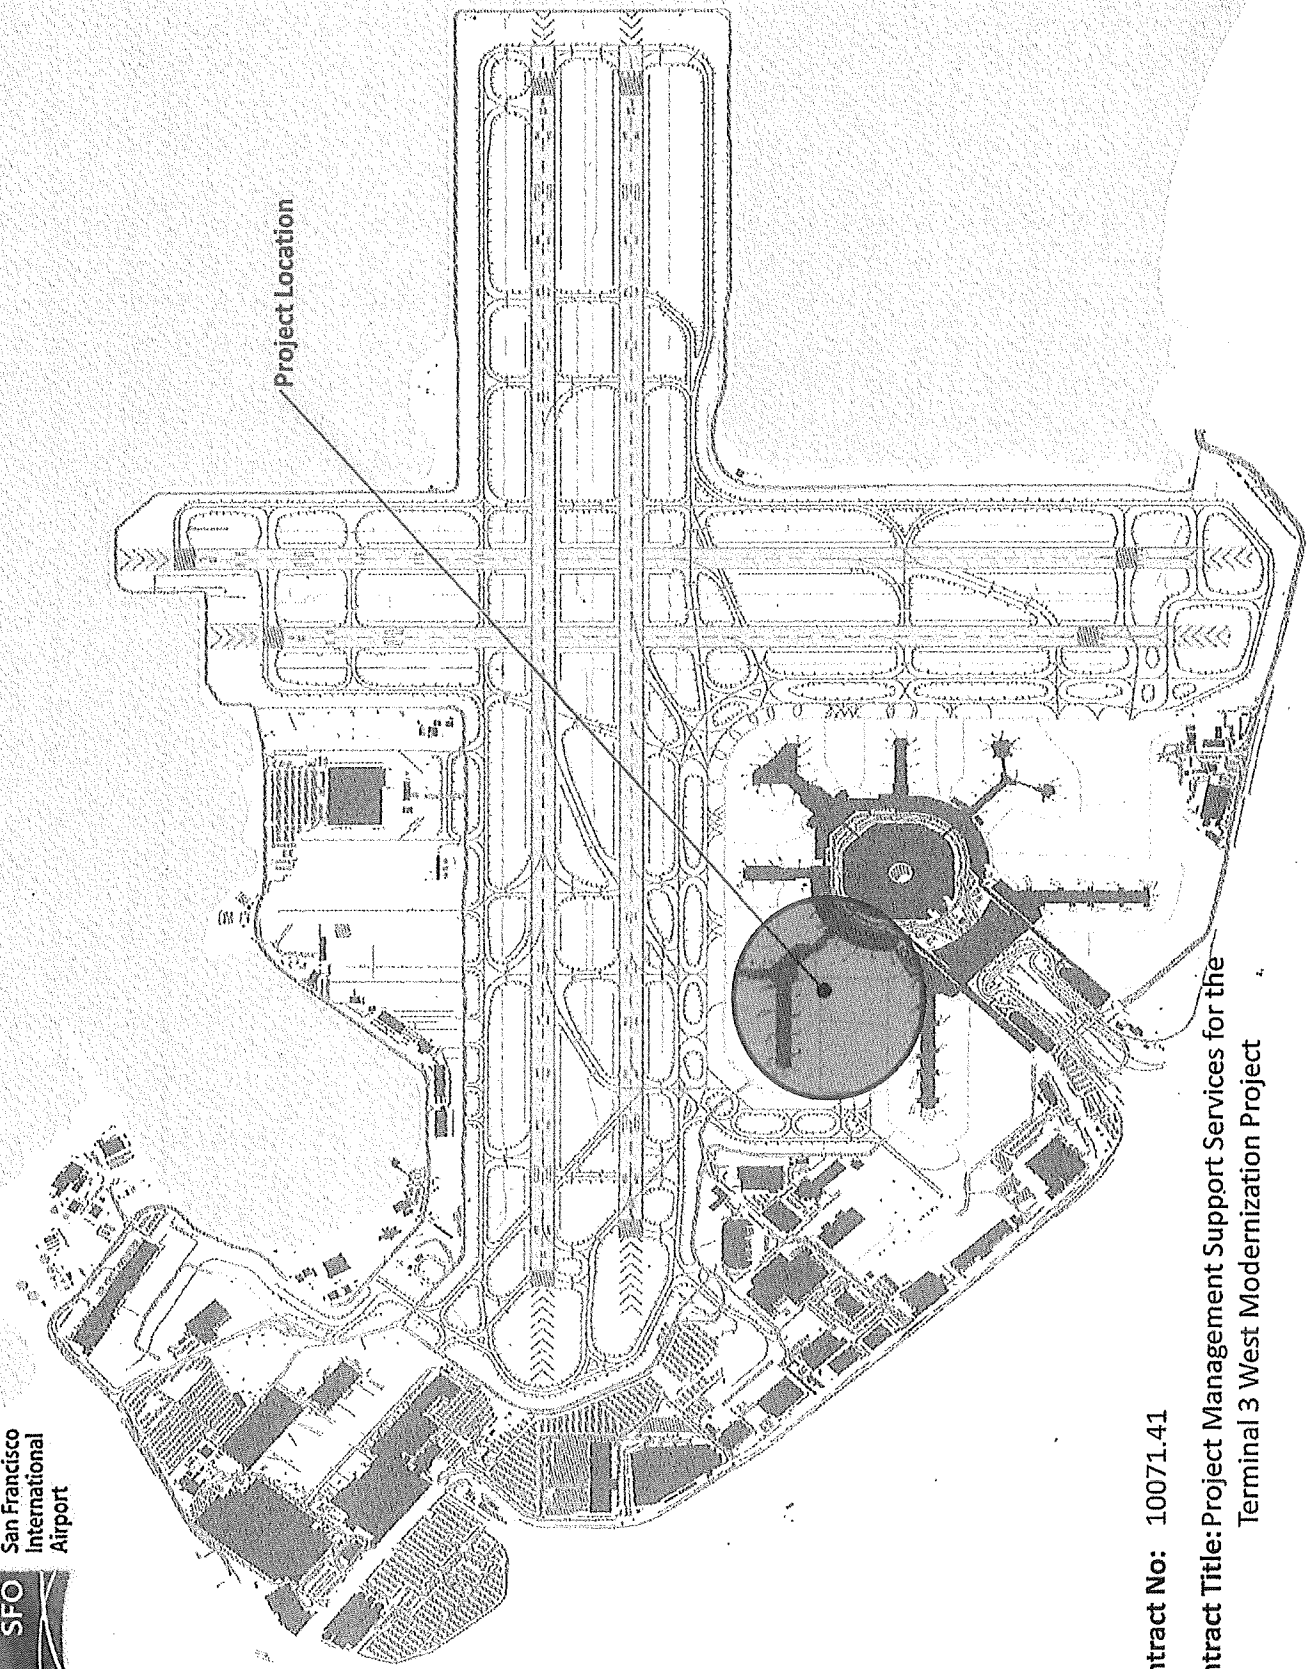 SFO
San Francisco
International
Airport
Project Location
ntract No: 10071.41
ntract Title: Project Management Support Services for the
Terminal 3 West Modernization Project